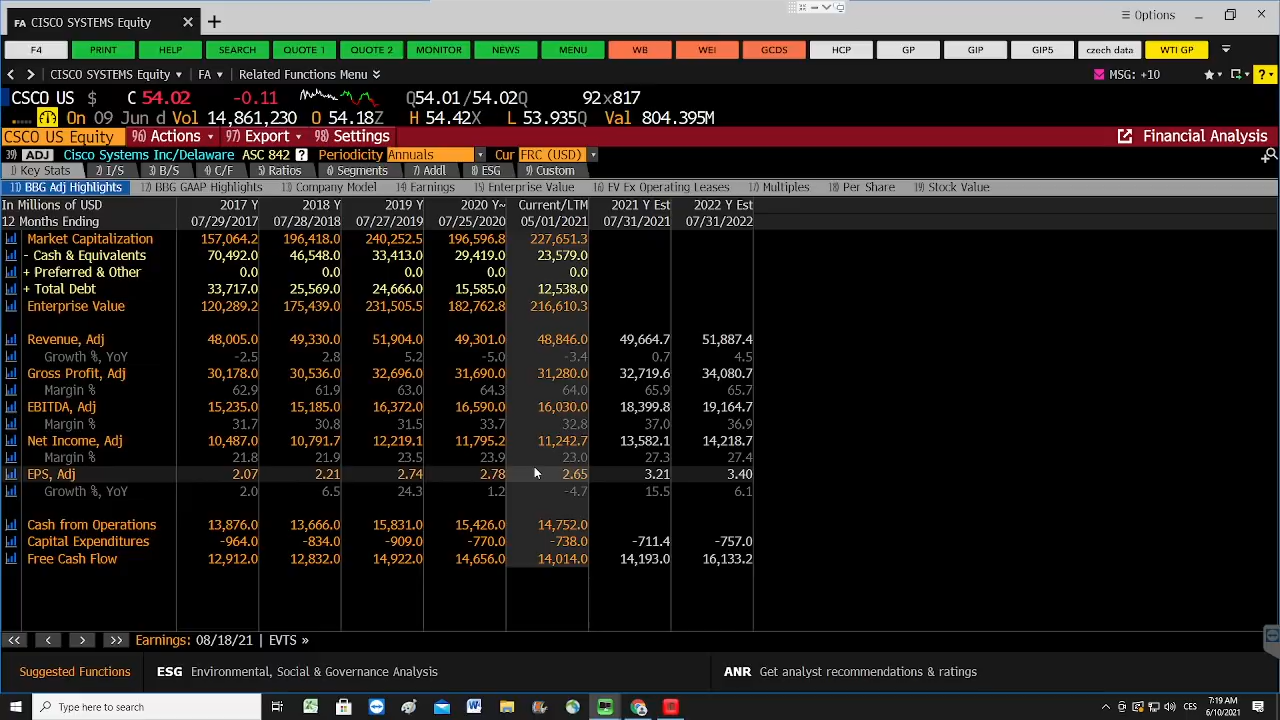 FA CISCO SYSTEMS Equity × +
Options
F4 PRINT HELP SEARCH QUOTE 1 QUOTE 2 MONITOR NEWS MENU WB WEI GCDS HCP GP GIP GIP5 czech data WTI GP
< > CISCO SYSTEMS Equity FA Related Functions Menu MSG: +10
CSCO US $ C 54.02 -0.11 Q54.01/54.02Q 92x817
On 09 Jun d Vol 14,861,230 O 54.18Z H 54.42X L 53.935Q Val 804.395M
CSCO US Equity 96) Actions 97) Export 98) Settings Financial Analysis
39) ADJ Cisco Systems Inc/Delaware ASC 842 ? Periodicity Annuals Cur FRC (USD)
1) Key Stats 2) I/S 3) B/S 4) C/F 5) Ratios 6) Segments 7) Addl 8) ESG 9) Custom
11) BBG Adj Highlights 12) BBG GAAP Highlights 13) Company Model 14) Earnings 15) Enterprise Value 16) EV Ex Operating Leases 17) Multiples 18) Per Share 19) Stock Value
In Millions of USD 2017 Y 2018 Y 2019 Y 2020 Y~ Current/LTM 2021 Y Est 2022 Y Est
12 Months Ending 07/29/2017 07/28/2018 07/27/2019 07/25/2020 05/01/2021 07/31/2021 07/31/2022
Market Capitalization 157,064.2 196,418.0 240,252.5 196,596.8 227,651.3
- Cash & Equivalents 70,492.0 46,548.0 33,413.0 29,419.0 23,579.0
+ Preferred & Other 0.0 0.0 0.0 0.0 0.0
+ Total Debt 33,717.0 25,569.0 24,666.0 15,585.0 12,538.0
Enterprise Value 120,289.2 175,439.0 231,505.5 182,762.8 216,610.3
Revenue, Adj 48,005.0 49,330.0 51,904.0 49,301.0 48,846.0 49,664.7 51,887.4
Growth %, YoY -2.5 2.8 5.2 -5.0 -3.4 0.7 4.5
Gross Profit, Adj 30,178.0 30,536.0 32,696.0 31,690.0 31,280.0 32,719.6 34,080.7
Margin % 62.9 61.9 63.0 64.3 64.0 65.9 65.7
EBITDA, Adj 15,235.0 15,185.0 16,372.0 16,590.0 16,030.0 18,399.8 19,164.7
Margin % 31.7 30.8 31.5 33.7 32.8 37.0 36.9
Net Income, Adj 10,487.0 10,791.7 12,219.1 11,795.2 11,242.7 13,582.1 14,218.7
Margin % 21.8 21.9 23.5 23.9 23.0 27.3 27.4
EPS, Adj 2.07 2.21 2.74 2.78 2.65 3.21 3.40
Growth %, YoY 2.0 6.5 24.3 1.2 -4.7 15.5 6.1
Cash from Operations 13,876.0 13,666.0 15,831.0 15,426.0 14,752.0
Capital Expenditures -964.0 -834.0 -909.0 -770.0 -738.0 -711.4 -757.0
Free Cash Flow 12,912.0 12,832.0 14,922.0 14,656.0 14,014.0 14,193.0 16,133.2
<< < > >> Earnings: 08/18/21 | EVTS »
Suggested Functions ESG Environmental, Social & Governance Analysis ANR Get analyst recommendations & ratings
Type here to search
CES 7:19 AM
6/10/2021